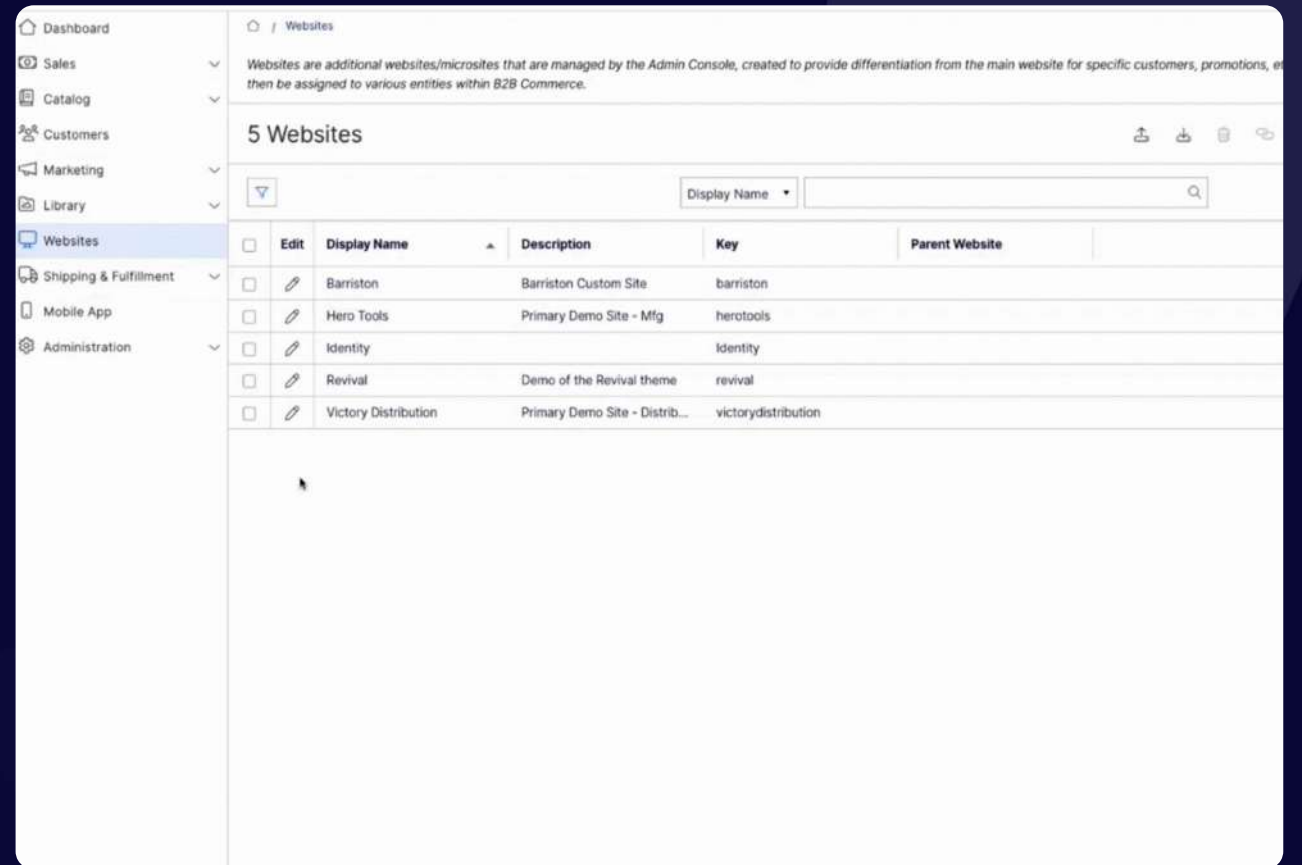 Dashboard
Sales
Catalog
Customers
Marketing
Library
Websites
Shipping & Fulfillment
Mobile App
Administration
/ Websites
Websites are additional websites/microsites that are managed by the Admin Console, created to provide differentiation from the main website for specific customers, promotions, et
then be assigned to various entities within B2B Commerce.
5 Websites
Display Name
Edit Display Name Description Key Parent Website
Barriston Barriston Custom Site barriston
Hero Tools Primary Demo Site - Mfg herotools
Identity Identity
Revival Demo of the Revival theme revival
Victory Distribution Primary Demo Site - Distrib... victorydistribution